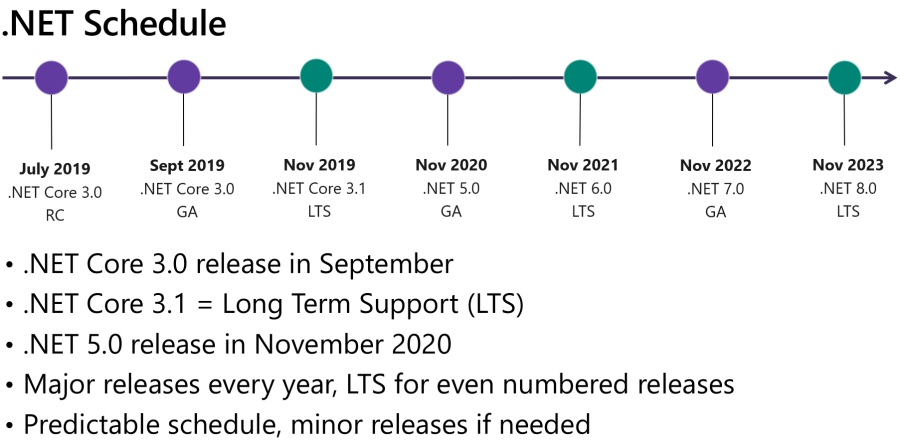 .NET Schedule
July 2019
.NET Core 3.0
RC
Sept 2019
.NET Core 3.0
GA
Nov 2019
.NET Core 3.1
LTS
Nov 2020
.NET 5.0
GA
Nov 2021
.NET 6.0
LTS
Nov 2022
.NET 7.0
GA
Nov 2023
.NET 8.0
LTS
• .NET Core 3.0 release in September
• .NET Core 3.1 = Long Term Support (LTS)
• .NET 5.0 release in November 2020
• Major releases every year, LTS for even numbered releases
• Predictable schedule, minor releases if needed